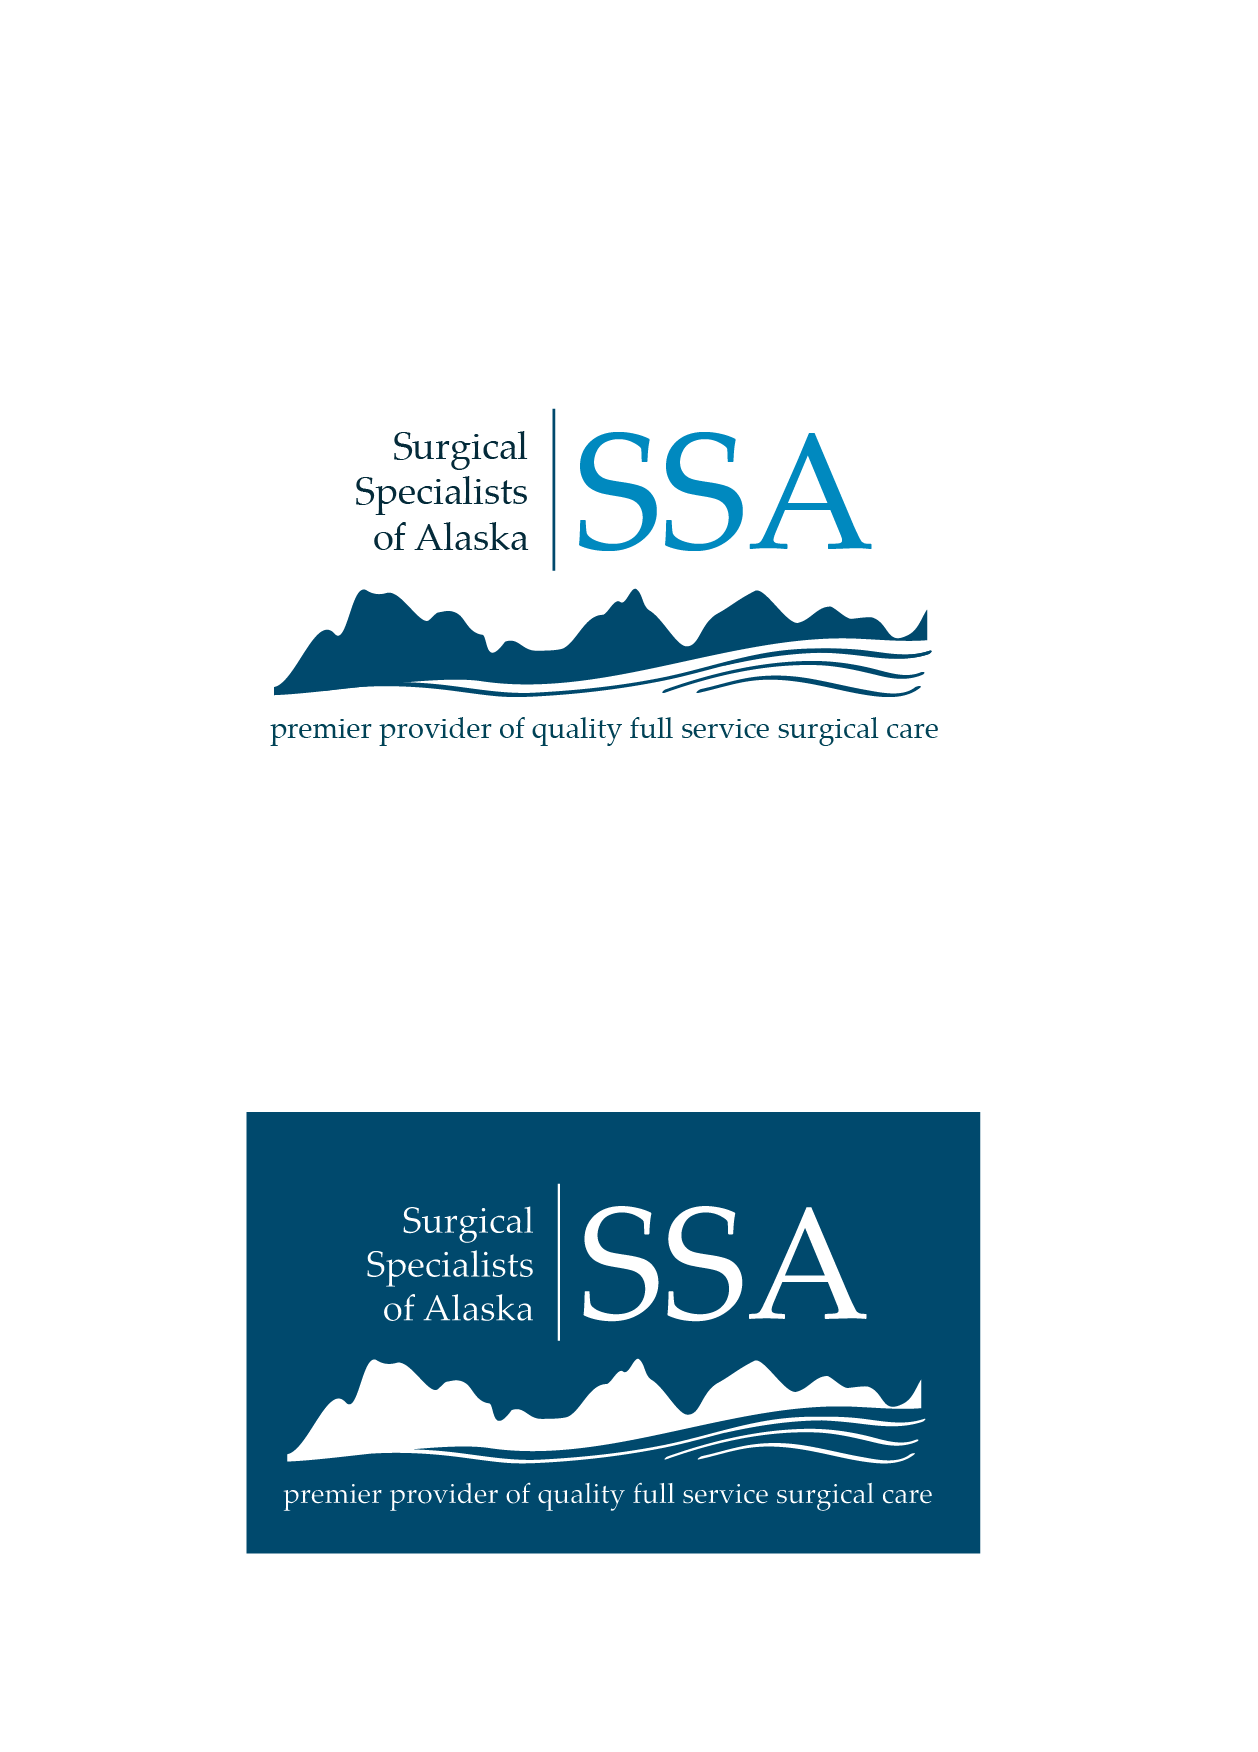 Surgical
Specialists
of Alaska
SSA
premier provider of quality full service surgical care
Surgical
Specialists
of Alaska
SSA
premier provider of quality full service surgical care